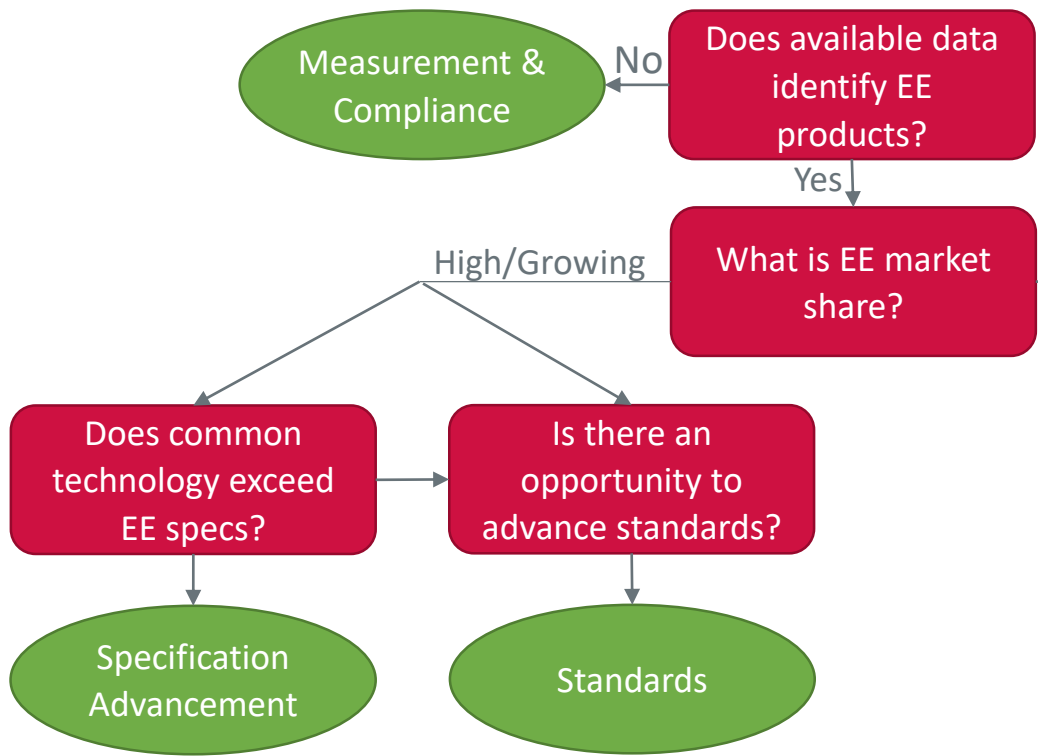 Measurement &
Compliance
No
Does available data
identify EE
products?
Yes
High/Growing
What is EE market
share?
Does common
technology exceed
EE specs?
Is there an
opportunity to
advance standards?
Specification
Advancement
Standards